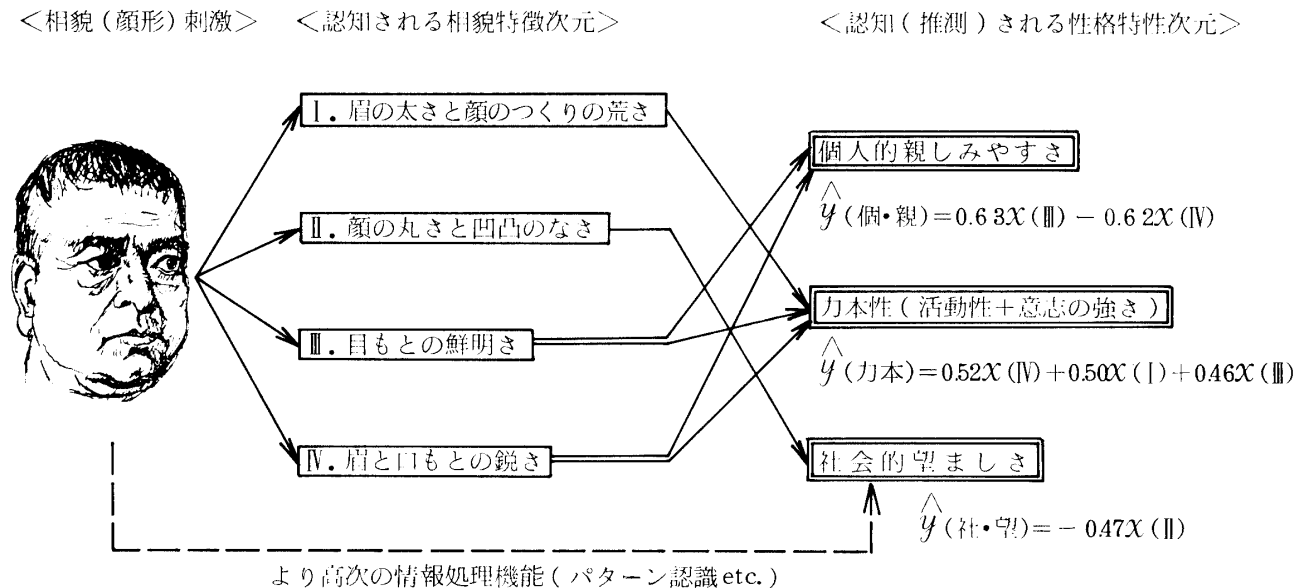 ＜相貌（顔形）刺激＞ ＜認知される相貌特徴次元＞ ＜認知（推測）される性格特性次元＞
Ⅰ．眉の太さと顔のつくりの荒さ
個人的親しみやすさ
ŷ（個・親）＝0.63x（Ⅲ）－0.62x（Ⅳ）
Ⅱ．顔の丸さと凹凸のなさ
力本性（活動性＋意志の強さ）
Ⅲ．目もとの鮮明さ
ŷ（力本）＝0.52x（Ⅳ）＋0.50x（Ⅰ）＋0.46x（Ⅲ）
Ⅳ．眉と口もとの鋭さ
社会的望ましさ
ŷ（社・望）＝－0.47x（Ⅱ）
より高次の情報処理機能（パターン認識etc.）